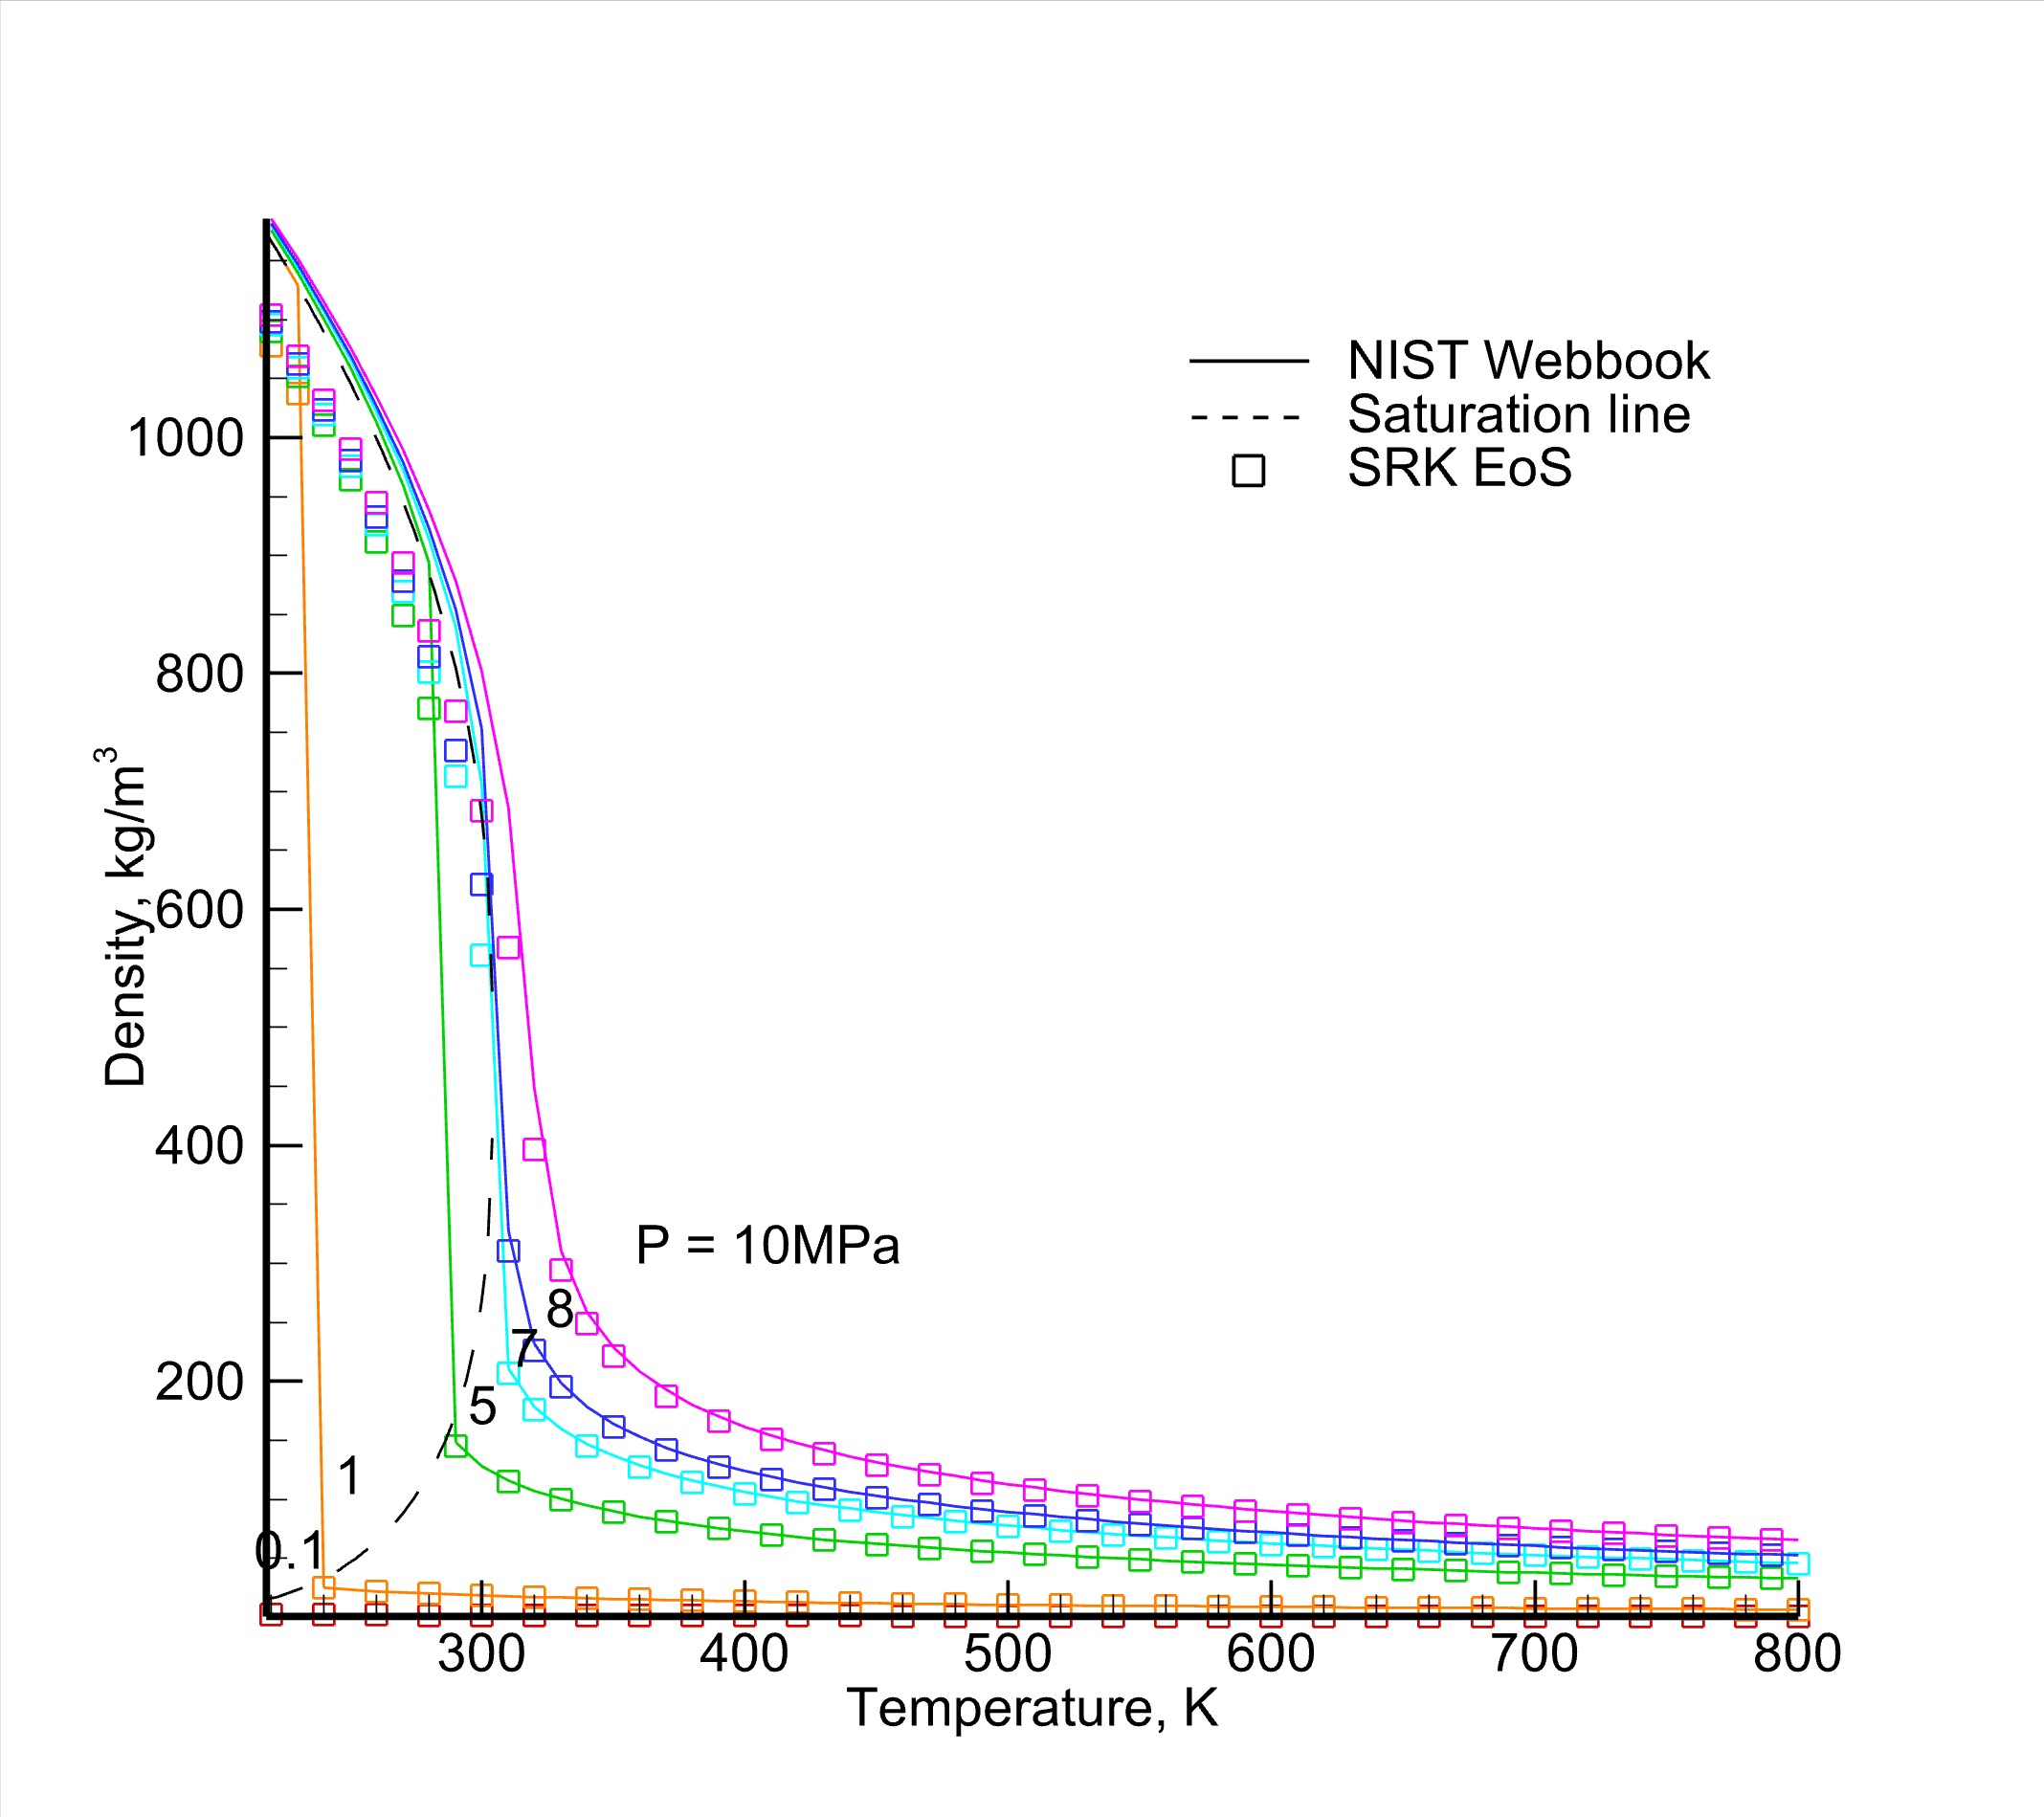 NIST Webbook
Saturation line
SRK EoS
1000
800
600
400
200
Density, kg/m³
P = 10MPa
8
7
5
1
0.1
300 400 500 600 700 800
Temperature, K